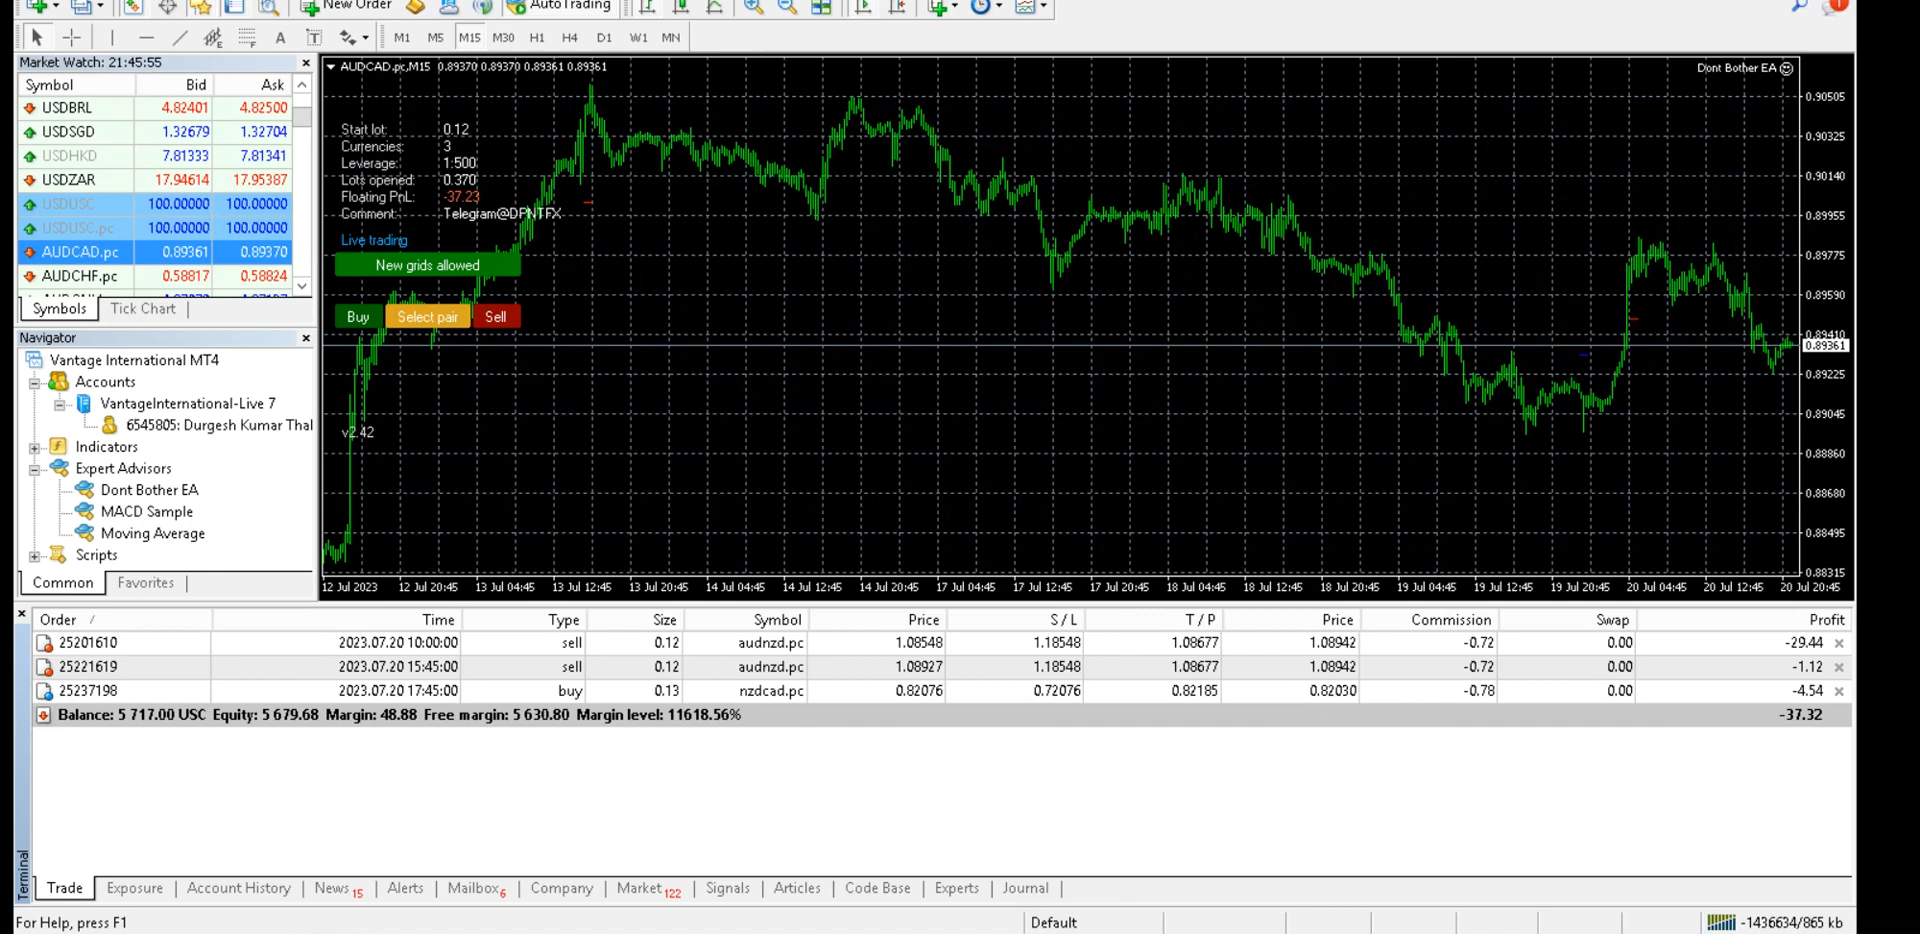 New Order AutoTrading
M1 M5 M15 M30 H1 H4 D1 W1 MN
Market Watch: 21:45:55
Symbol Bid Ask
USDBRL 4.82401 4.82500
USDSGD 1.32679 1.32704
USDHKD 7.81333 7.81341
USDZAR 17.94614 17.95387
USDUSC 100.00000 100.00000
USDUSC.pc 100.00000 100.00000
AUDCAD.pc 0.89361 0.89370
AUDCHF.pc 0.58817 0.58824
Symbols Tick Chart
Navigator
Vantage International MT4
Accounts
VantageInternational-Live 7
6545805: Durgesh Kumar Thal
Indicators
Expert Advisors
Dont Bother EA
MACD Sample
Moving Average
Scripts
Common Favorites
AUDCAD.pc,M15 0.89370 0.89370 0.89361 0.89361
Dont Bother EA
Start lot: 0.12
Currencies: 3
Leverage: 1:500
Lots opened: 0.370
Floating PnL: -37.23
Comment: Telegram@DPNTFX
Live trading
New grids allowed
Buy Select pair Sell
v2.42
0.90505
0.90325
0.90140
0.89955
0.89775
0.89590
0.89410
0.89361
0.89225
0.89045
0.88860
0.88680
0.88495
0.88315
12 Jul 2023 12 Jul 20:45 13 Jul 04:45 13 Jul 12:45 13 Jul 20:45 14 Jul 04:45 14 Jul 12:45 14 Jul 20:45 17 Jul 04:45 17 Jul 12:45 17 Jul 20:45 18 Jul 04:45 18 Jul 12:45 18 Jul 20:45 19 Jul 04:45 19 Jul 12:45 19 Jul 20:45 20 Jul 04:45 20 Jul 12:45 20 Jul 20:45
Order / Time Type Size Symbol Price S / L T / P Price Commission Swap Profit
25201610 2023.07.20 10:00:00 sell 0.12 audnzd.pc 1.08548 1.18548 1.08677 1.08942 -0.72 0.00 -29.44
25221619 2023.07.20 15:45:00 sell 0.12 audnzd.pc 1.08927 1.18548 1.08677 1.08942 -0.72 0.00 -1.12
25237198 2023.07.20 17:45:00 buy 0.13 nzdcad.pc 0.82076 0.72076 0.82185 0.82030 -0.78 0.00 -4.54
Balance: 5 717.00 USC Equity: 5 679.68 Margin: 48.88 Free margin: 5 630.80 Margin level: 11618.56% -37.32
Terminal
Trade Exposure Account History News 15 Alerts Mailbox 6 Company Market 122 Signals Articles Code Base Experts Journal
For Help, press F1 Default -1436634/865 kb